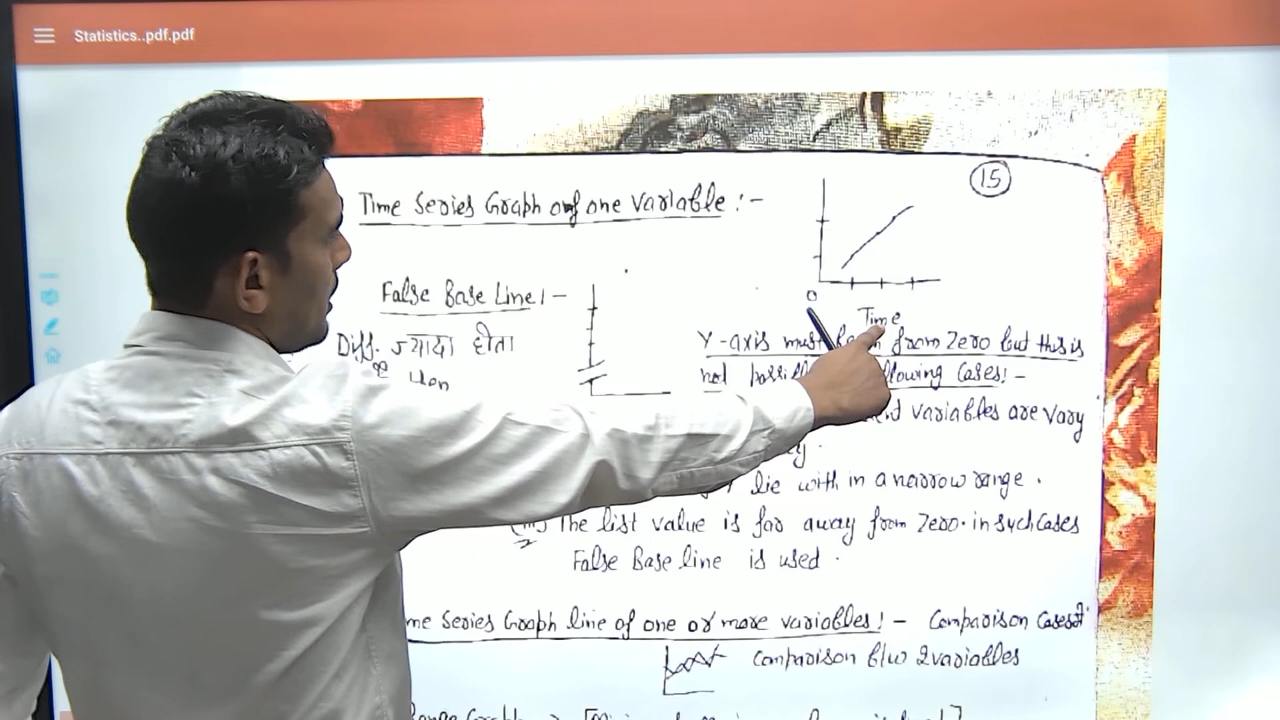 Statistics..pdf.pdf
15
Time Series Graph of one Variable :-
False Base Line :-
0
Time
Diff. ज्यादा होता
Y-axis must from Zero but this is
not lowing Cases :-
variables are vary
lie with in a narrow range .
The list value is far away from Zero. in such Cases
False Base line is used .
me Series Graph line of one or more variables :- Comparison Cases
Comparison b/w 2 variables